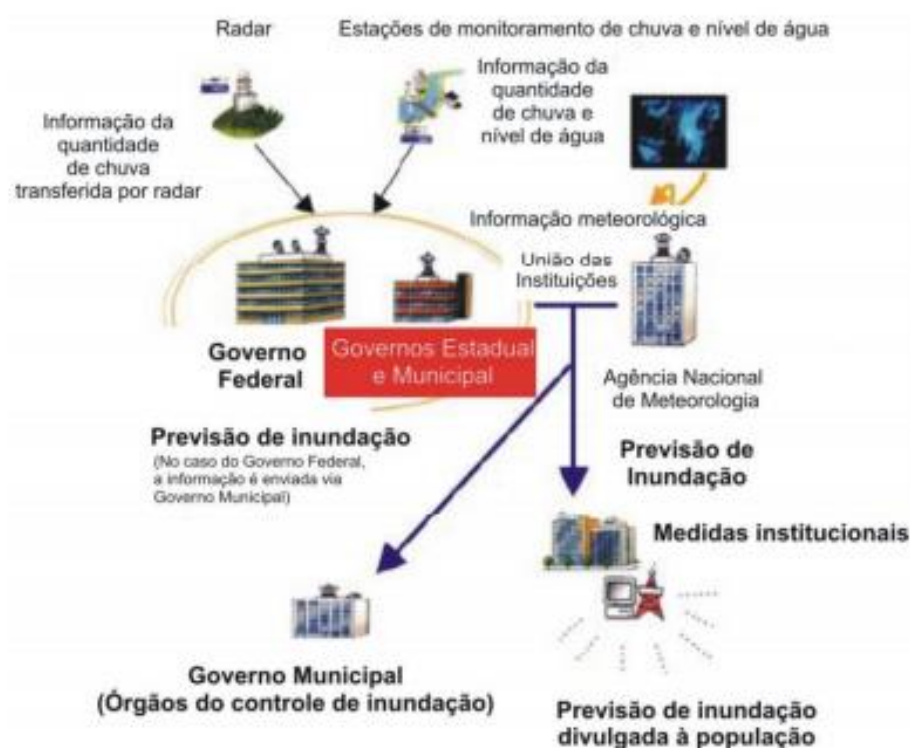 Radar
Estações de monitoramento de chuva e nível de água
Informação da
quantidade
de chuva
transferida por radar
Informação da
quantidade
de chuva e
nível de água
Informação meteorológica
União das
Instituições
Governo
Federal
Governos Estadual
e Municipal
Agência Nacional
de Meteorologia
Previsão de inundação
(No caso do Governo Federal,
a informação é enviada via
Governo Municipal)
Previsão de
Inundação
Medidas institucionais
Governo Municipal
(Órgãos do controle de inundação)
Previsão de inundação
divulgada à população